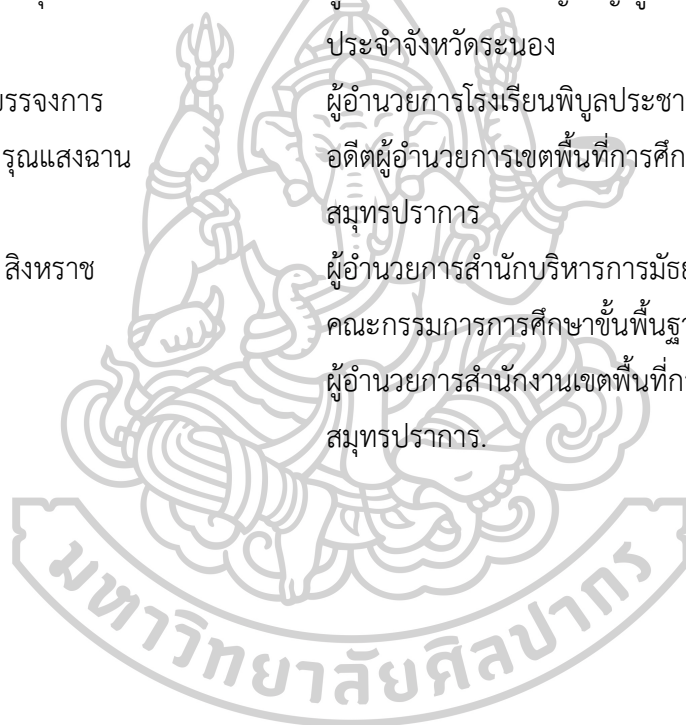 ประจำจังหวัดระนอง
บรรจงการ ผู้อำนวยการโรงเรียนพิบูลประชา
รุณแสงฉาน อดีตผู้อำนวยการเขตพื้นที่การศึก
สมุทรปราการ
สิงหราช ผู้อำนวยการสำนักบริหารการมัธย
คณะกรรมการการศึกษาขั้นพื้นฐา
ผู้อำนวยการสำนักงานเขตพื้นที่กา
สมุทรปราการ.
มหาวิทยาลัยศิลปากร